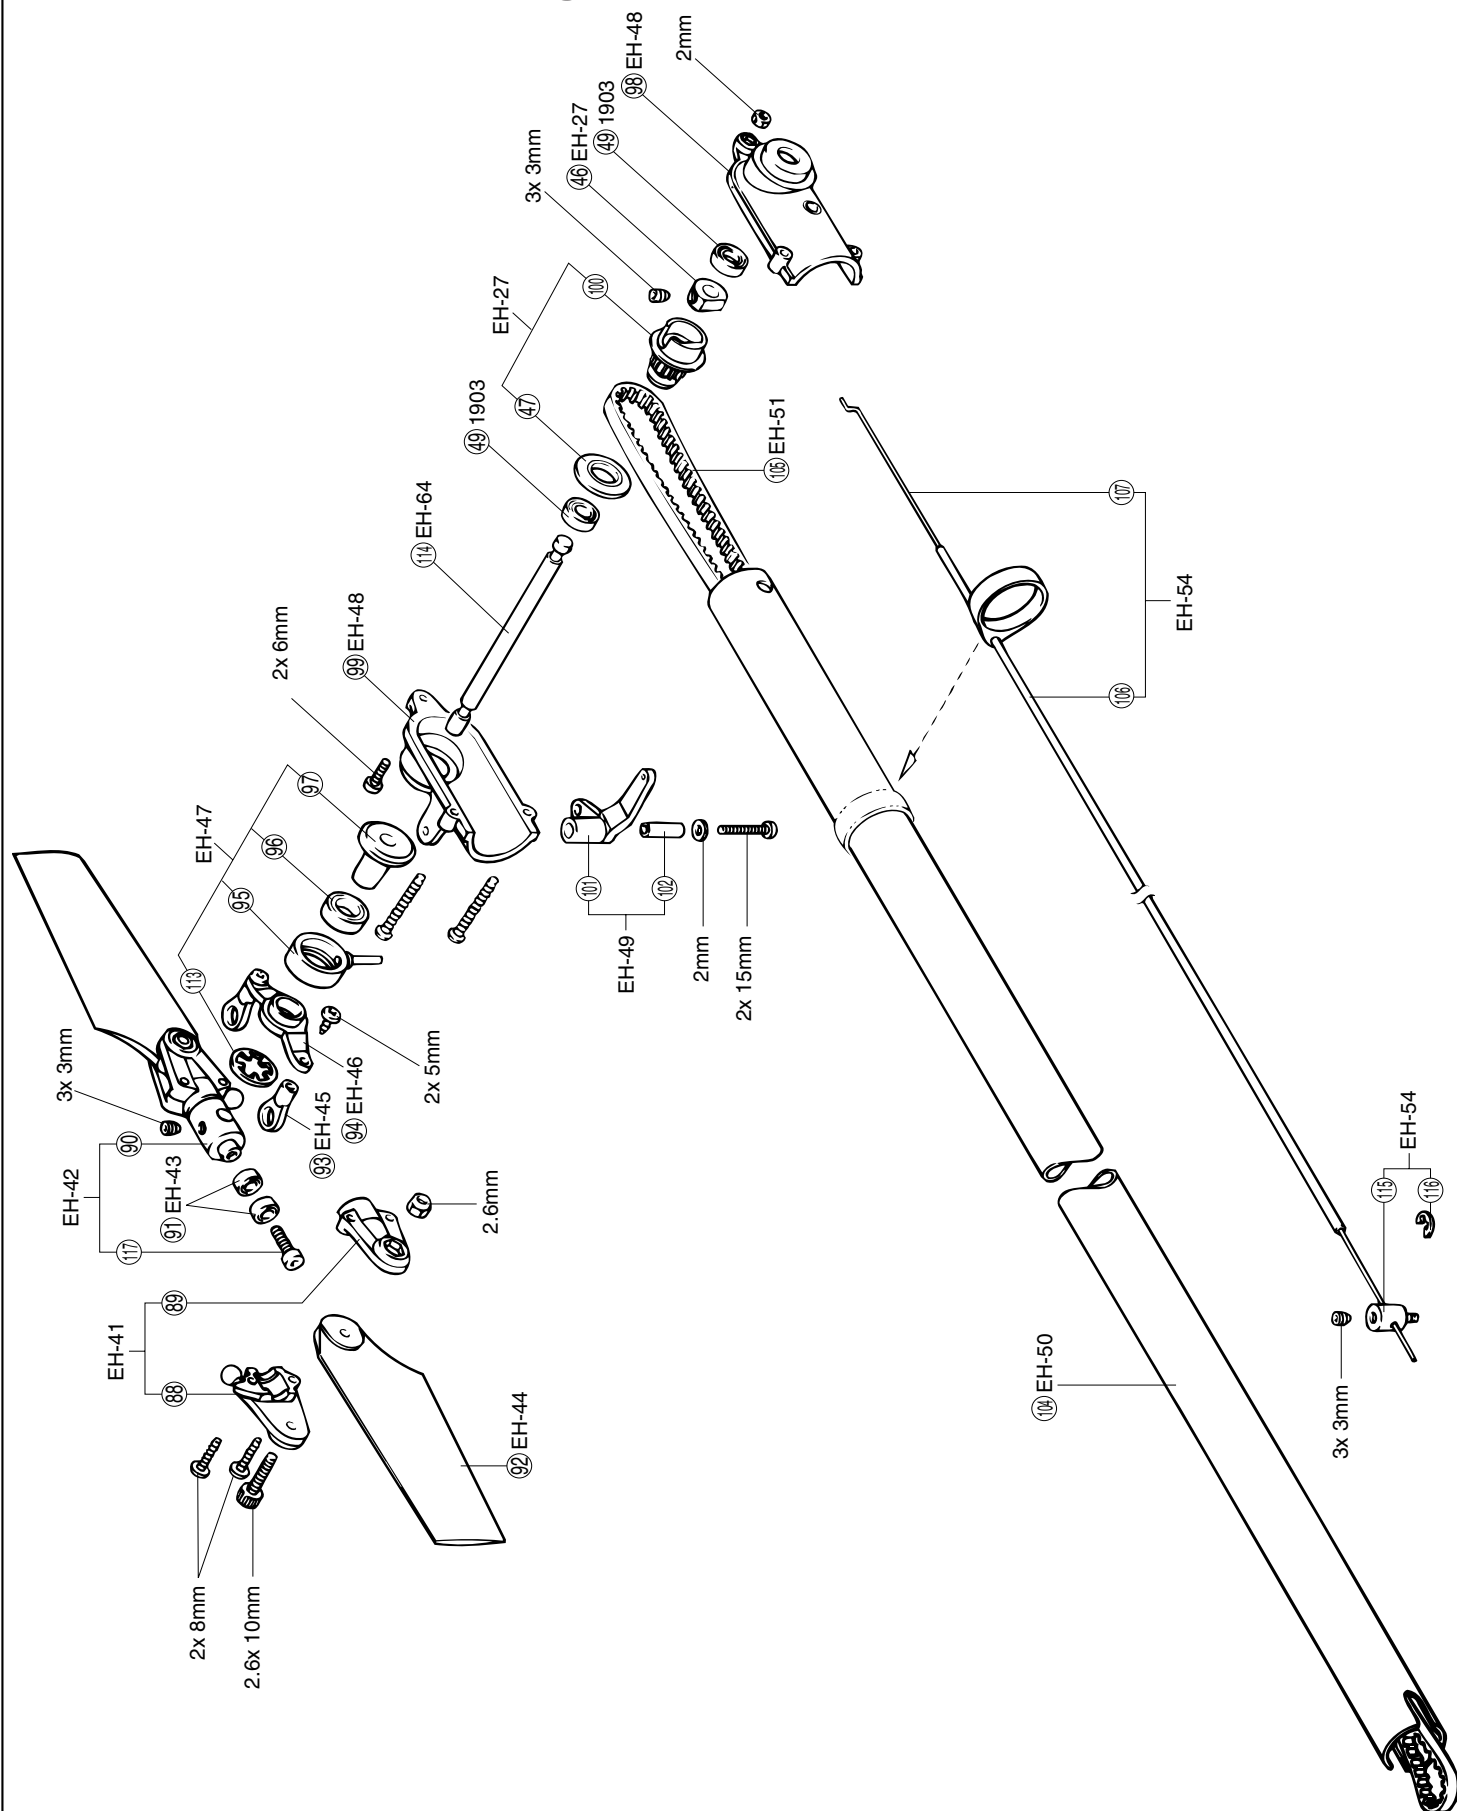 2mm
98 EH-48
49 1903
46 EH-27
3x 3mm
EH-27
100
47
49 1903
114 EH-64
99 EH-48
2x 6mm
105 EH-51
107
106
EH-54
EH-47
97
96
95
113
101
102
EH-49
2mm
2x 15mm
3x 3mm
2x 5mm
94 EH-46
93 EH-45
EH-42
90
91 EH-43
117
2.6mm
EH-41
89
88
92 EH-44
2x 8mm
2.6x 10mm
104 EH-50
EH-54
115
116
3x 3mm